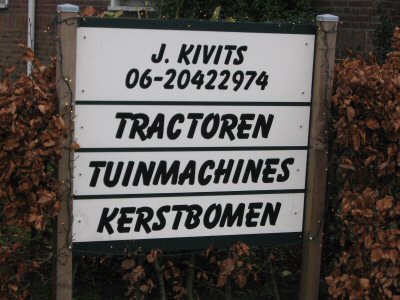 J. KIVITS
06-20422974
TRACTOREN
TUINMACHINES
KERSTBOMEN